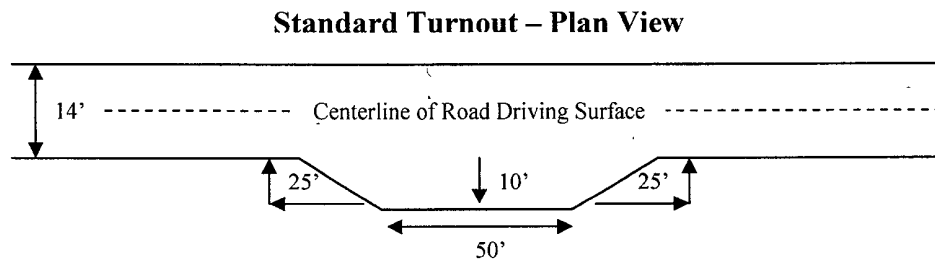 Standard Turnout – Plan View
14’
Centerline of Road Driving Surface
25’
10’
25’
50’